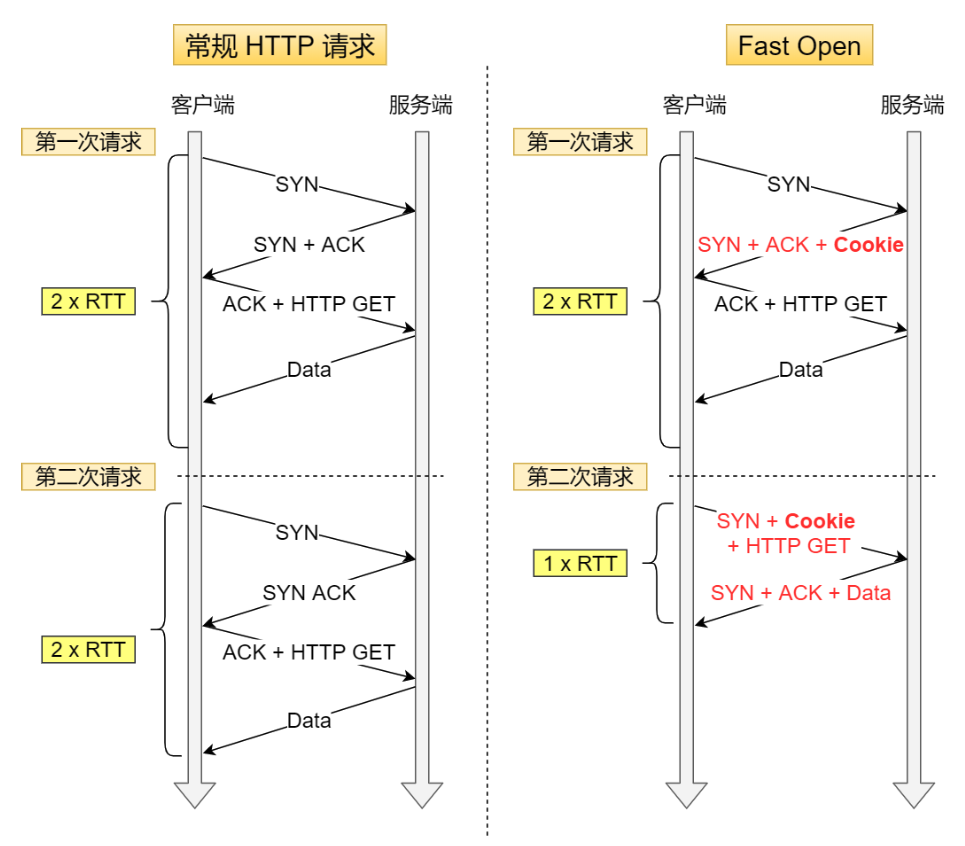 常规 HTTP 请求
客户端
服务端
第一次请求
SYN
SYN + ACK
2 x RTT
ACK + HTTP GET
Data
第二次请求
SYN
SYN ACK
2 x RTT
ACK + HTTP GET
Data
Fast Open
客户端
服务端
第一次请求
SYN
SYN + ACK + Cookie
2 x RTT
ACK + HTTP GET
Data
第二次请求
SYN + Cookie
+ HTTP GET
1 x RTT
SYN + ACK + Data